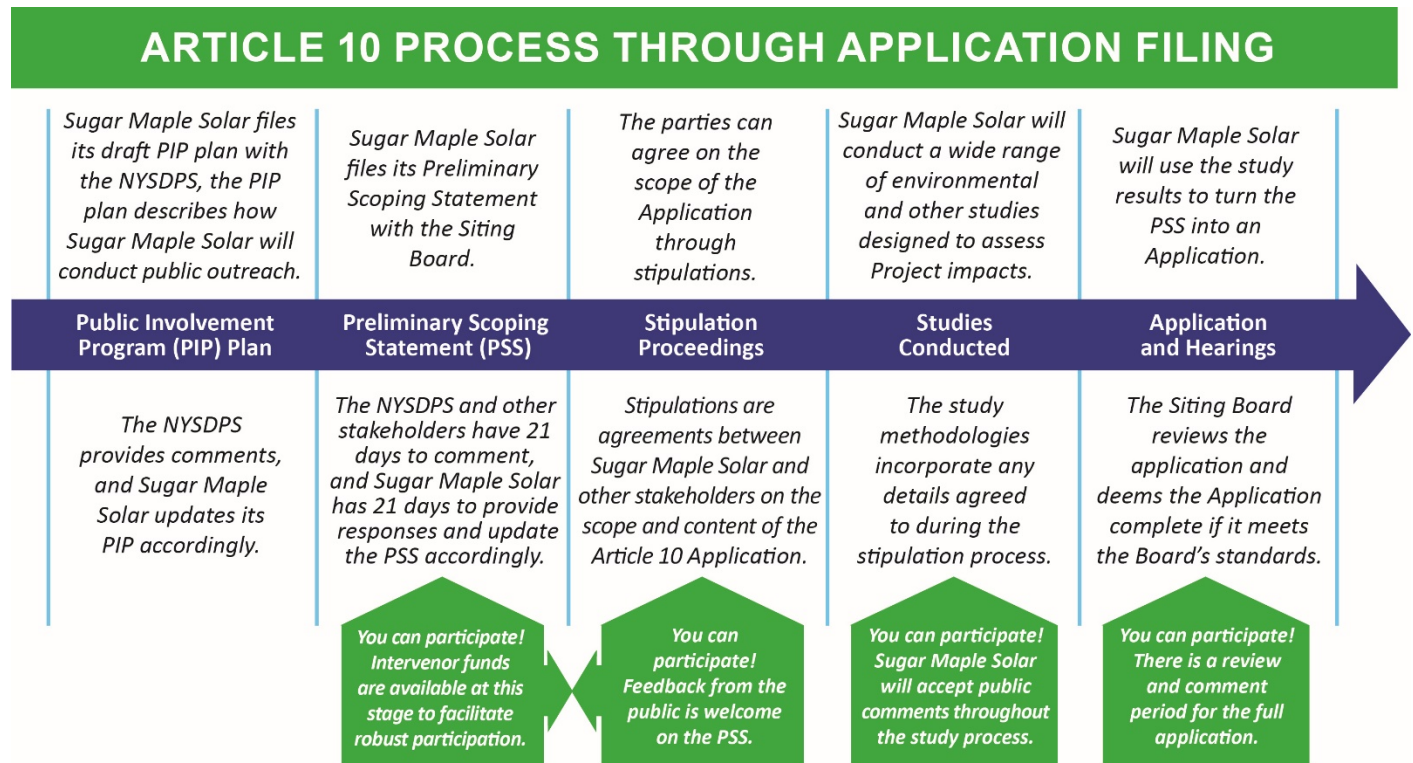 ARTICLE 10 PROCESS THROUGH APPLICATION FILING
Sugar Maple Solar files
its draft PIP plan with
the NYSDPS, the PIP
plan describes how
Sugar Maple Solar will
conduct public outreach.
Sugar Maple Solar
files its Preliminary
Scoping Statement
with the Siting
Board.
The parties can
agree on the
scope of the
Application
through
stipulations.
Sugar Maple Solar will
conduct a wide range
of environmental
and other studies
designed to assess
Project impacts.
Sugar Maple Solar
will use the study
results to turn the
PSS into an
Application.
Public Involvement
Program (PIP) Plan
Preliminary Scoping
Statement (PSS)
Stipulation
Proceedings
Studies
Conducted
Application
and Hearings
The NYSDPS
provides comments,
and Sugar Maple
Solar updates its
PIP accordingly.
The NYSDPS and other
stakeholders have 21
days to comment,
and Sugar Maple Solar
has 21 days to provide
responses and update
the PSS accordingly.
Stipulations are
agreements between
Sugar Maple Solar and
other stakeholders on the
scope and content of the
Article 10 Application.
The study
methodologies
incorporate any
details agreed
to during the
stipulation process.
The Siting Board
reviews the
application and
deems the Application
complete if it meets
the Board's standards.
You can participate!
Intervenor funds
are available at this
stage to facilitate
robust participation.
You can
participate!
Feedback from the
public is welcome
on the PSS.
You can participate!
Sugar Maple Solar
will accept public
comments throughout
the study process.
You can participate!
There is a review
and comment
period for the full
application.